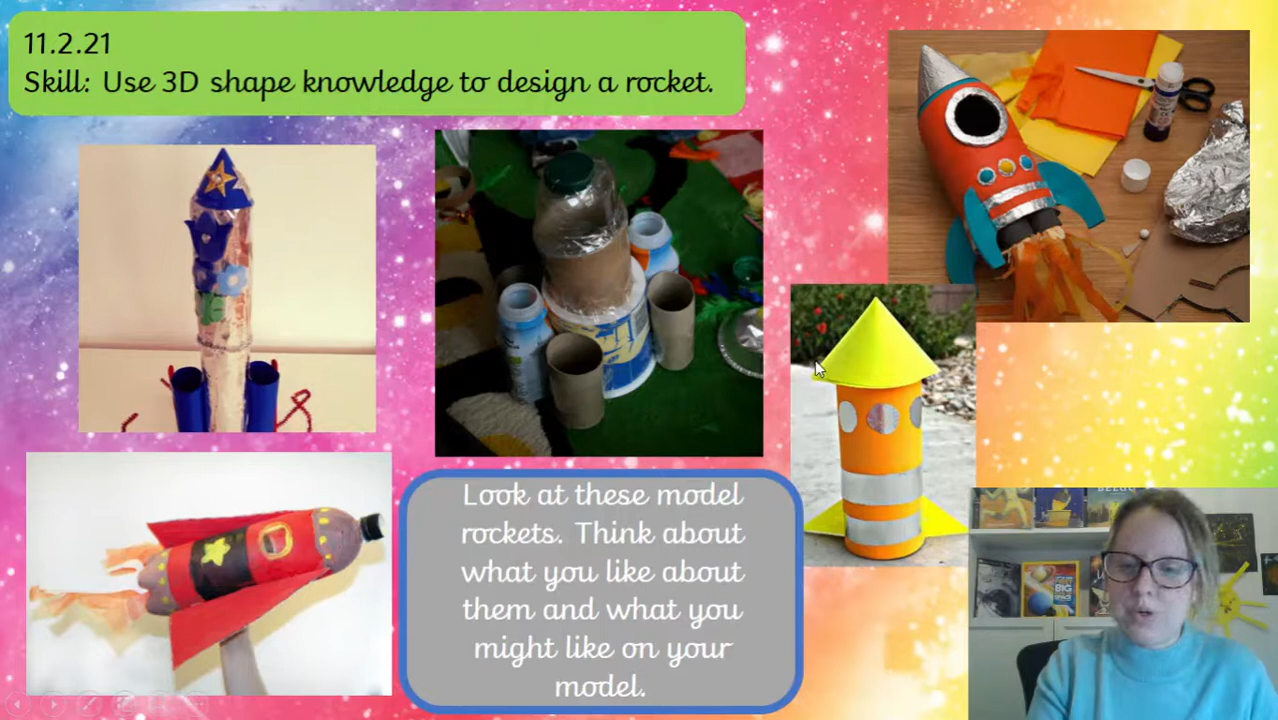 11.2.21
Skill: Use 3D shape knowledge to design a rocket.
Look at these model
rockets. Think about
what you like about
them and what you
might like on your
model.